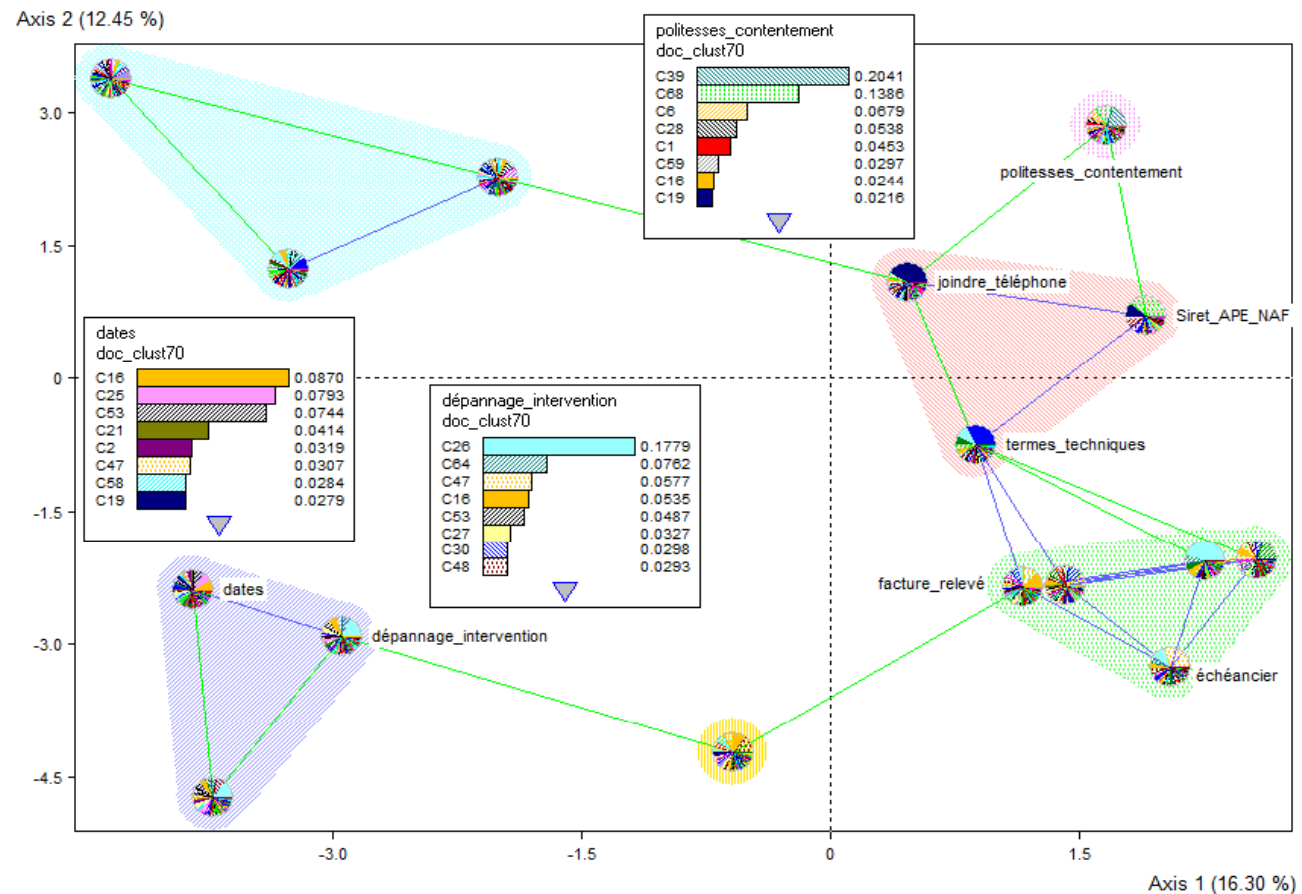 Axis 2 (12.45 %)
politesses_contentement
doc_clust70
C39 0.2041
C68 0.1386
C6 0.0679
C28 0.0538
C1 0.0453
C59 0.0297
C16 0.0244
C19 0.0216
3.0
politesses_contentement
1.5
joindre_téléphone
Siret_APE_NAF
dates
doc_clust70
C16 0.0870
C25 0.0793
C53 0.0744
C21 0.0414
C2 0.0319
C47 0.0307
C58 0.0284
C19 0.0279
0
dépannage_intervention
doc_clust70
C26 0.1779
C64 0.0762
C47 0.0577
C16 0.0535
C53 0.0487
C27 0.0327
C30 0.0298
C48 0.0293
termes_techniques
-1.5
dates
facture_relevé
dépannage_intervention
-3.0
échéancier
-4.5
-3.0 -1.5 0 1.5
Axis 1 (16.30 %)